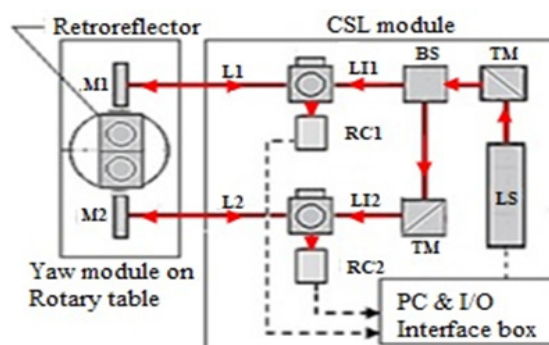 Retroreflector
CSL module
M1
L1
LI1
BS
TM
RC1
LS
M2
L2
LI2
TM
RC2
Yaw module on
Rotary table
PC & I/O
Interface box